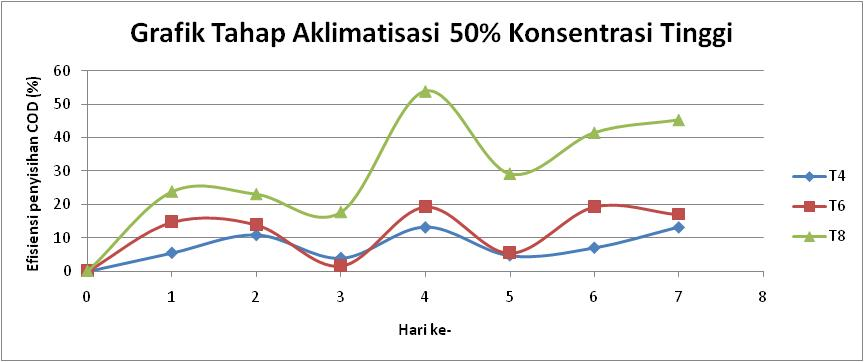 Grafik Tahap Aklimatisasi 50% Konsentrasi Tinggi
Efisiensi penyisihan COD (%)
60
50
40
30
20
10
0
0 1 2 3 4 5 6 7 8
Hari ke-
T4
T6
T8